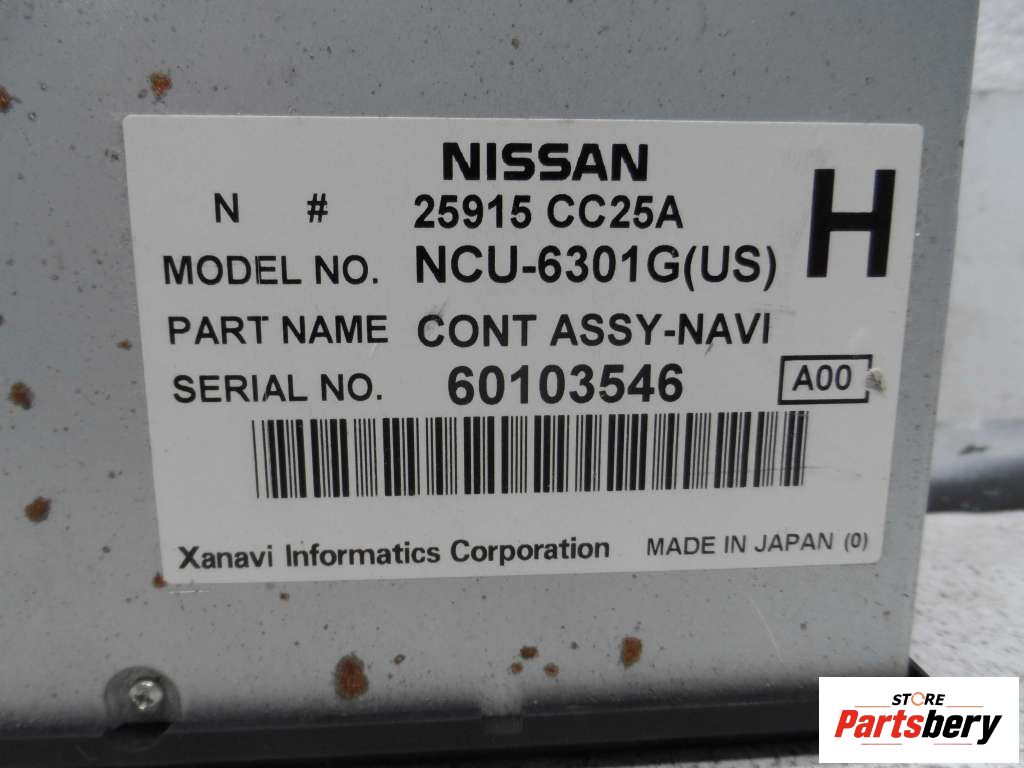 NISSAN
H
N # 25915 CC25A
MODEL NO. NCU-6301G(US)
PART NAME CONT ASSY-NAVI
SERIAL NO. 60103546 A00
Xanavi Informatics Corporation MADE IN JAPAN (0)
STORE
Partsbery